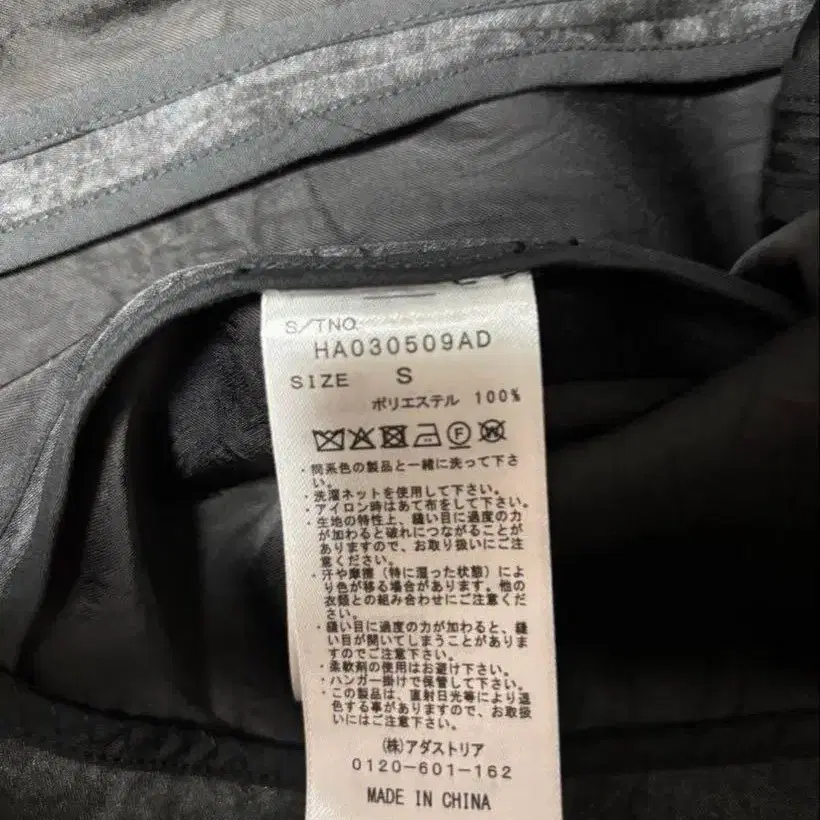 S/TNO.
HA030509AD
SIZE S
ポリエステル 100%
・同系色の製品と一緒に洗って下さ
い。
・洗濯ネットを使用して下さい。
・アイロン時はあて布をして下さい。
・生地の特性上、縫い目に過度の力
が加わると破れにつながることが
ありますので、お取り扱いにご注
意ください。
・汗や摩擦（特に湿った状態）によ
り色が移る場合があります。他の
衣類との組み合わせにご注意くだ
さい。
・縫い目に過度の力が加わると、縫
い目が開いてしまうことがありま
すのでご注意下さい。
・柔軟剤の使用はお避け下さい。
・ハンガー掛けで保管して下さい。
・この製品は、直射日光等により退
色する事がありますので、お取扱
いにはご注意下さい。
(株)アダストリア
0120-601-162
MADE IN CHINA